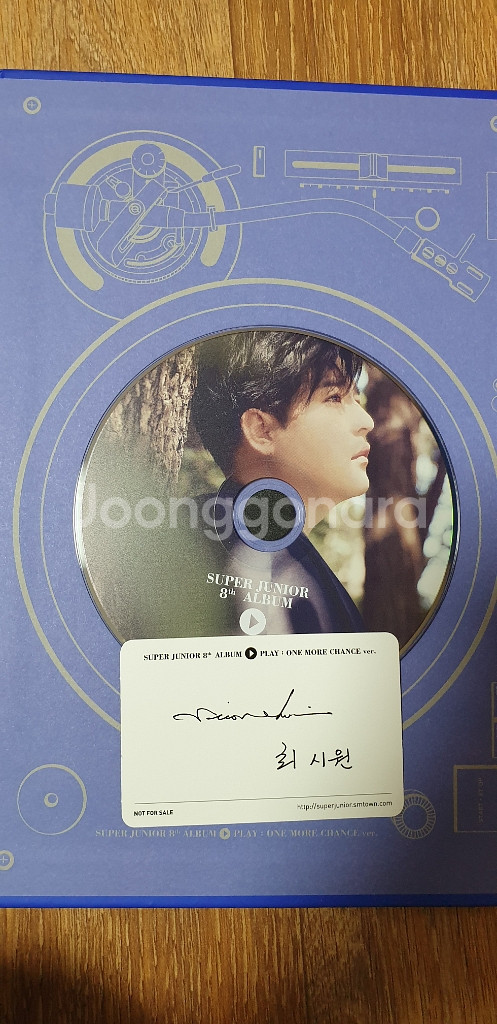 Joonggonara
SUPER JUNIOR
8th ALBUM
SUPER JUNIOR 8th ALBUM PLAY : ONE MORE CHANCE ver.
최 시원
NOT FOR SALE
http://superjunior.smtown.com
SUPER JUNIOR 8th ALBUM PLAY : ONE MORE CHANCE ver.